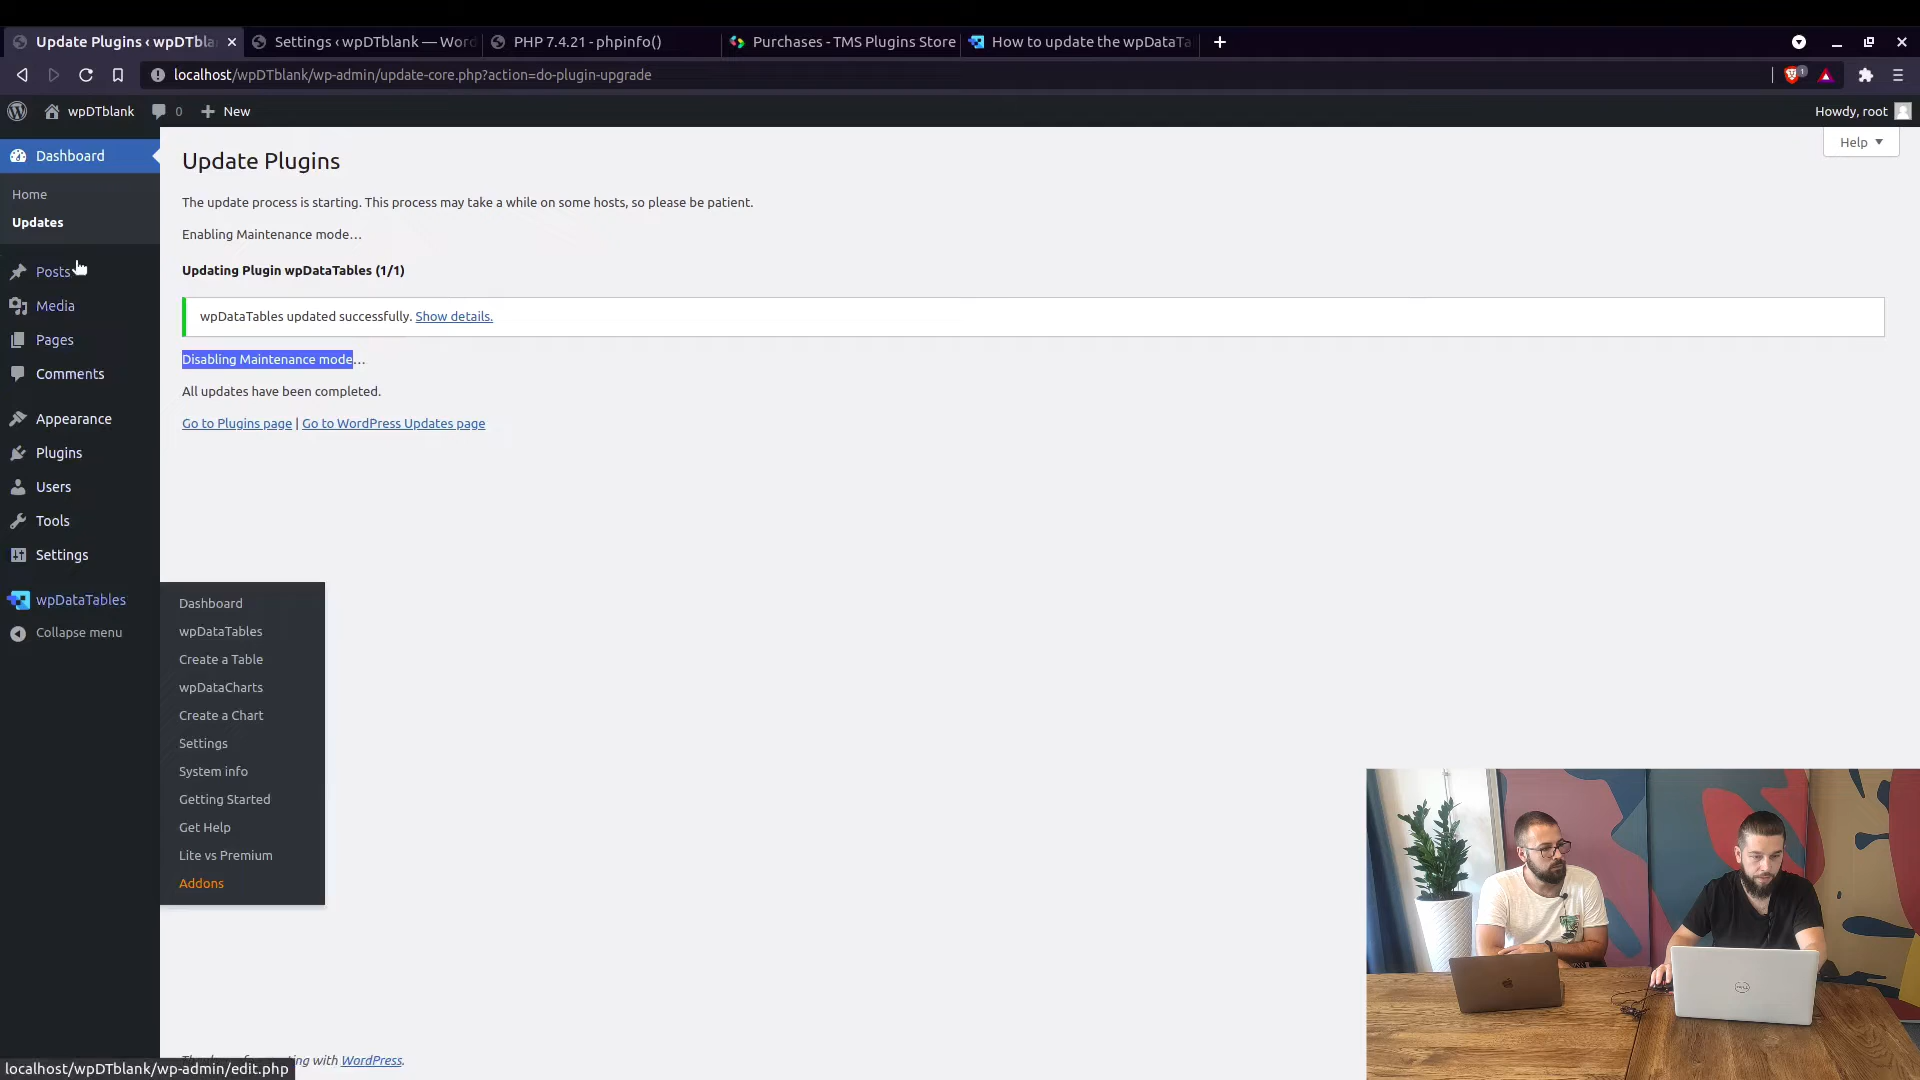 Update Plugins ‹ wpDTbla
Settings ‹ wpDTblank — Word
PHP 7.4.21 - phpinfo()
Purchases - TMS Plugins Store
How to update the wpDataTa
localhost/wpDTblank/wp-admin/update-core.php?action=do-plugin-upgrade
1
wpDTblank
0
New
Howdy, root
Dashboard
Home
Updates
Posts
Media
Pages
Comments
Appearance
Plugins
Users
Tools
Settings
wpDataTables
Collapse menu
Help
Update Plugins
The update process is starting. This process may take a while on some hosts, so please be patient.
Enabling Maintenance mode…
Updating Plugin wpDataTables (1/1)
wpDataTables updated successfully. Show details.
Disabling Maintenance mode…
All updates have been completed.
Go to Plugins page | Go to WordPress Updates page
Dashboard
wpDataTables
Create a Table
wpDataCharts
Create a Chart
Settings
System info
Getting Started
Get Help
Lite vs Premium
Addons
ng with WordPress.
localhost/wpDTblank/wp-admin/edit.php
DELL